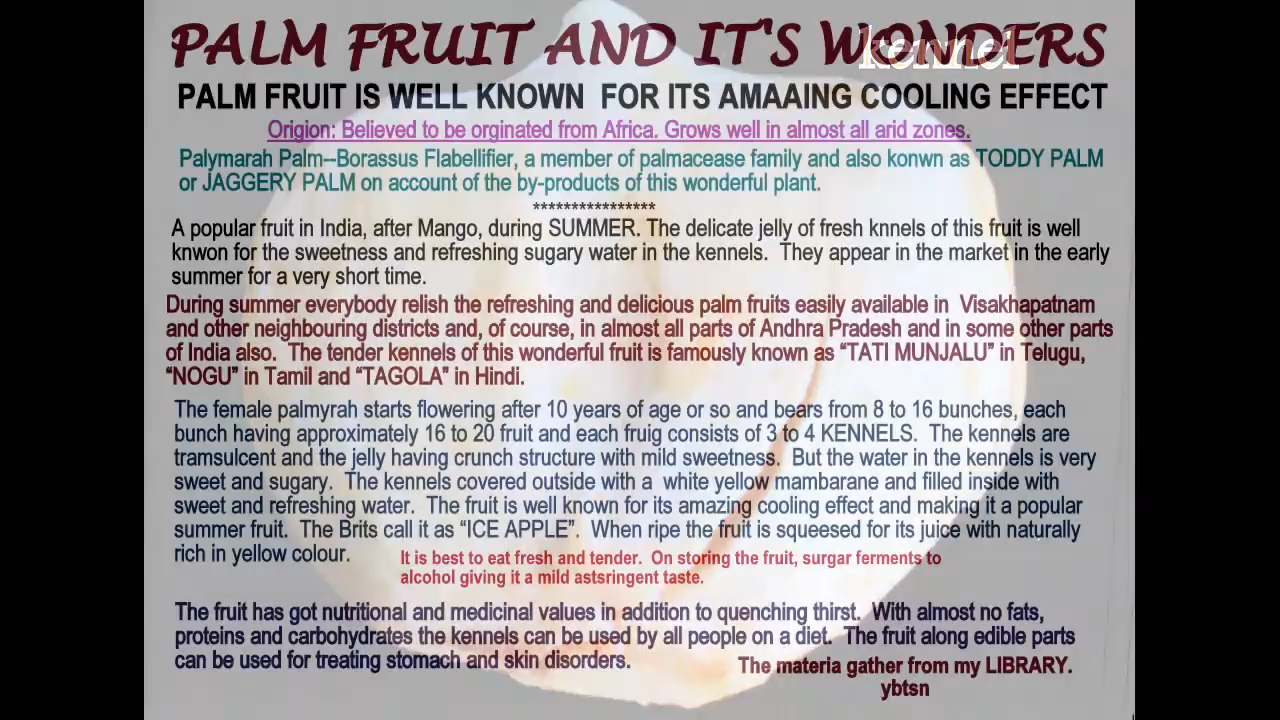 PALM FRUIT AND IT'S WONDERS
kennel
PALM FRUIT IS WELL KNOWN FOR ITS AMAAING COOLING EFFECT
Origion: Believed to be orginated from Africa. Grows well in almost all arid zones.
Palymarah Palm--Borassus Flabellifier, a member of palmacease family and also konwn as TODDY PALM
or JAGGERY PALM on account of the by-products of this wonderful plant.
****************
A popular fruit in India, after Mango, during SUMMER. The delicate jelly of fresh knnels of this fruit is well
knwon for the sweetness and refreshing sugary water in the kennels. They appear in the market in the early
summer for a very short time.
During summer everybody relish the refreshing and delicious palm fruits easily available in Visakhapatnam
and other neighbouring districts and, of course, in almost all parts of Andhra Pradesh and in some other parts
of India also. The tender kennels of this wonderful fruit is famously known as “TATI MUNJALU” in Telugu,
“NOGU” in Tamil and “TAGOLA” in Hindi.
The female palmyrah starts flowering after 10 years of age or so and bears from 8 to 16 bunches, each
bunch having approximately 16 to 20 fruit and each fruig consists of 3 to 4 KENNELS. The kennels are
tramsulcent and the jelly having crunch structure with mild sweetness. But the water in the kennels is very
sweet and sugary. The kennels covered outside with a white yellow mambarane and filled inside with
sweet and refreshing water. The fruit is well known for its amazing cooling effect and making it a popular
summer fruit. The Brits call it as “ICE APPLE”. When ripe the fruit is squeesed for its juice with naturally
rich in yellow colour.
It is best to eat fresh and tender. On storing the fruit, surgar ferments to
alcohol giving it a mild astsringent taste.
The fruit has got nutritional and medicinal values in addition to quenching thirst. With almost no fats,
proteins and carbohydrates the kennels can be used by all people on a diet. The fruit along edible parts
can be used for treating stomach and skin disorders.
The materia gather from my LIBRARY.
ybtsn